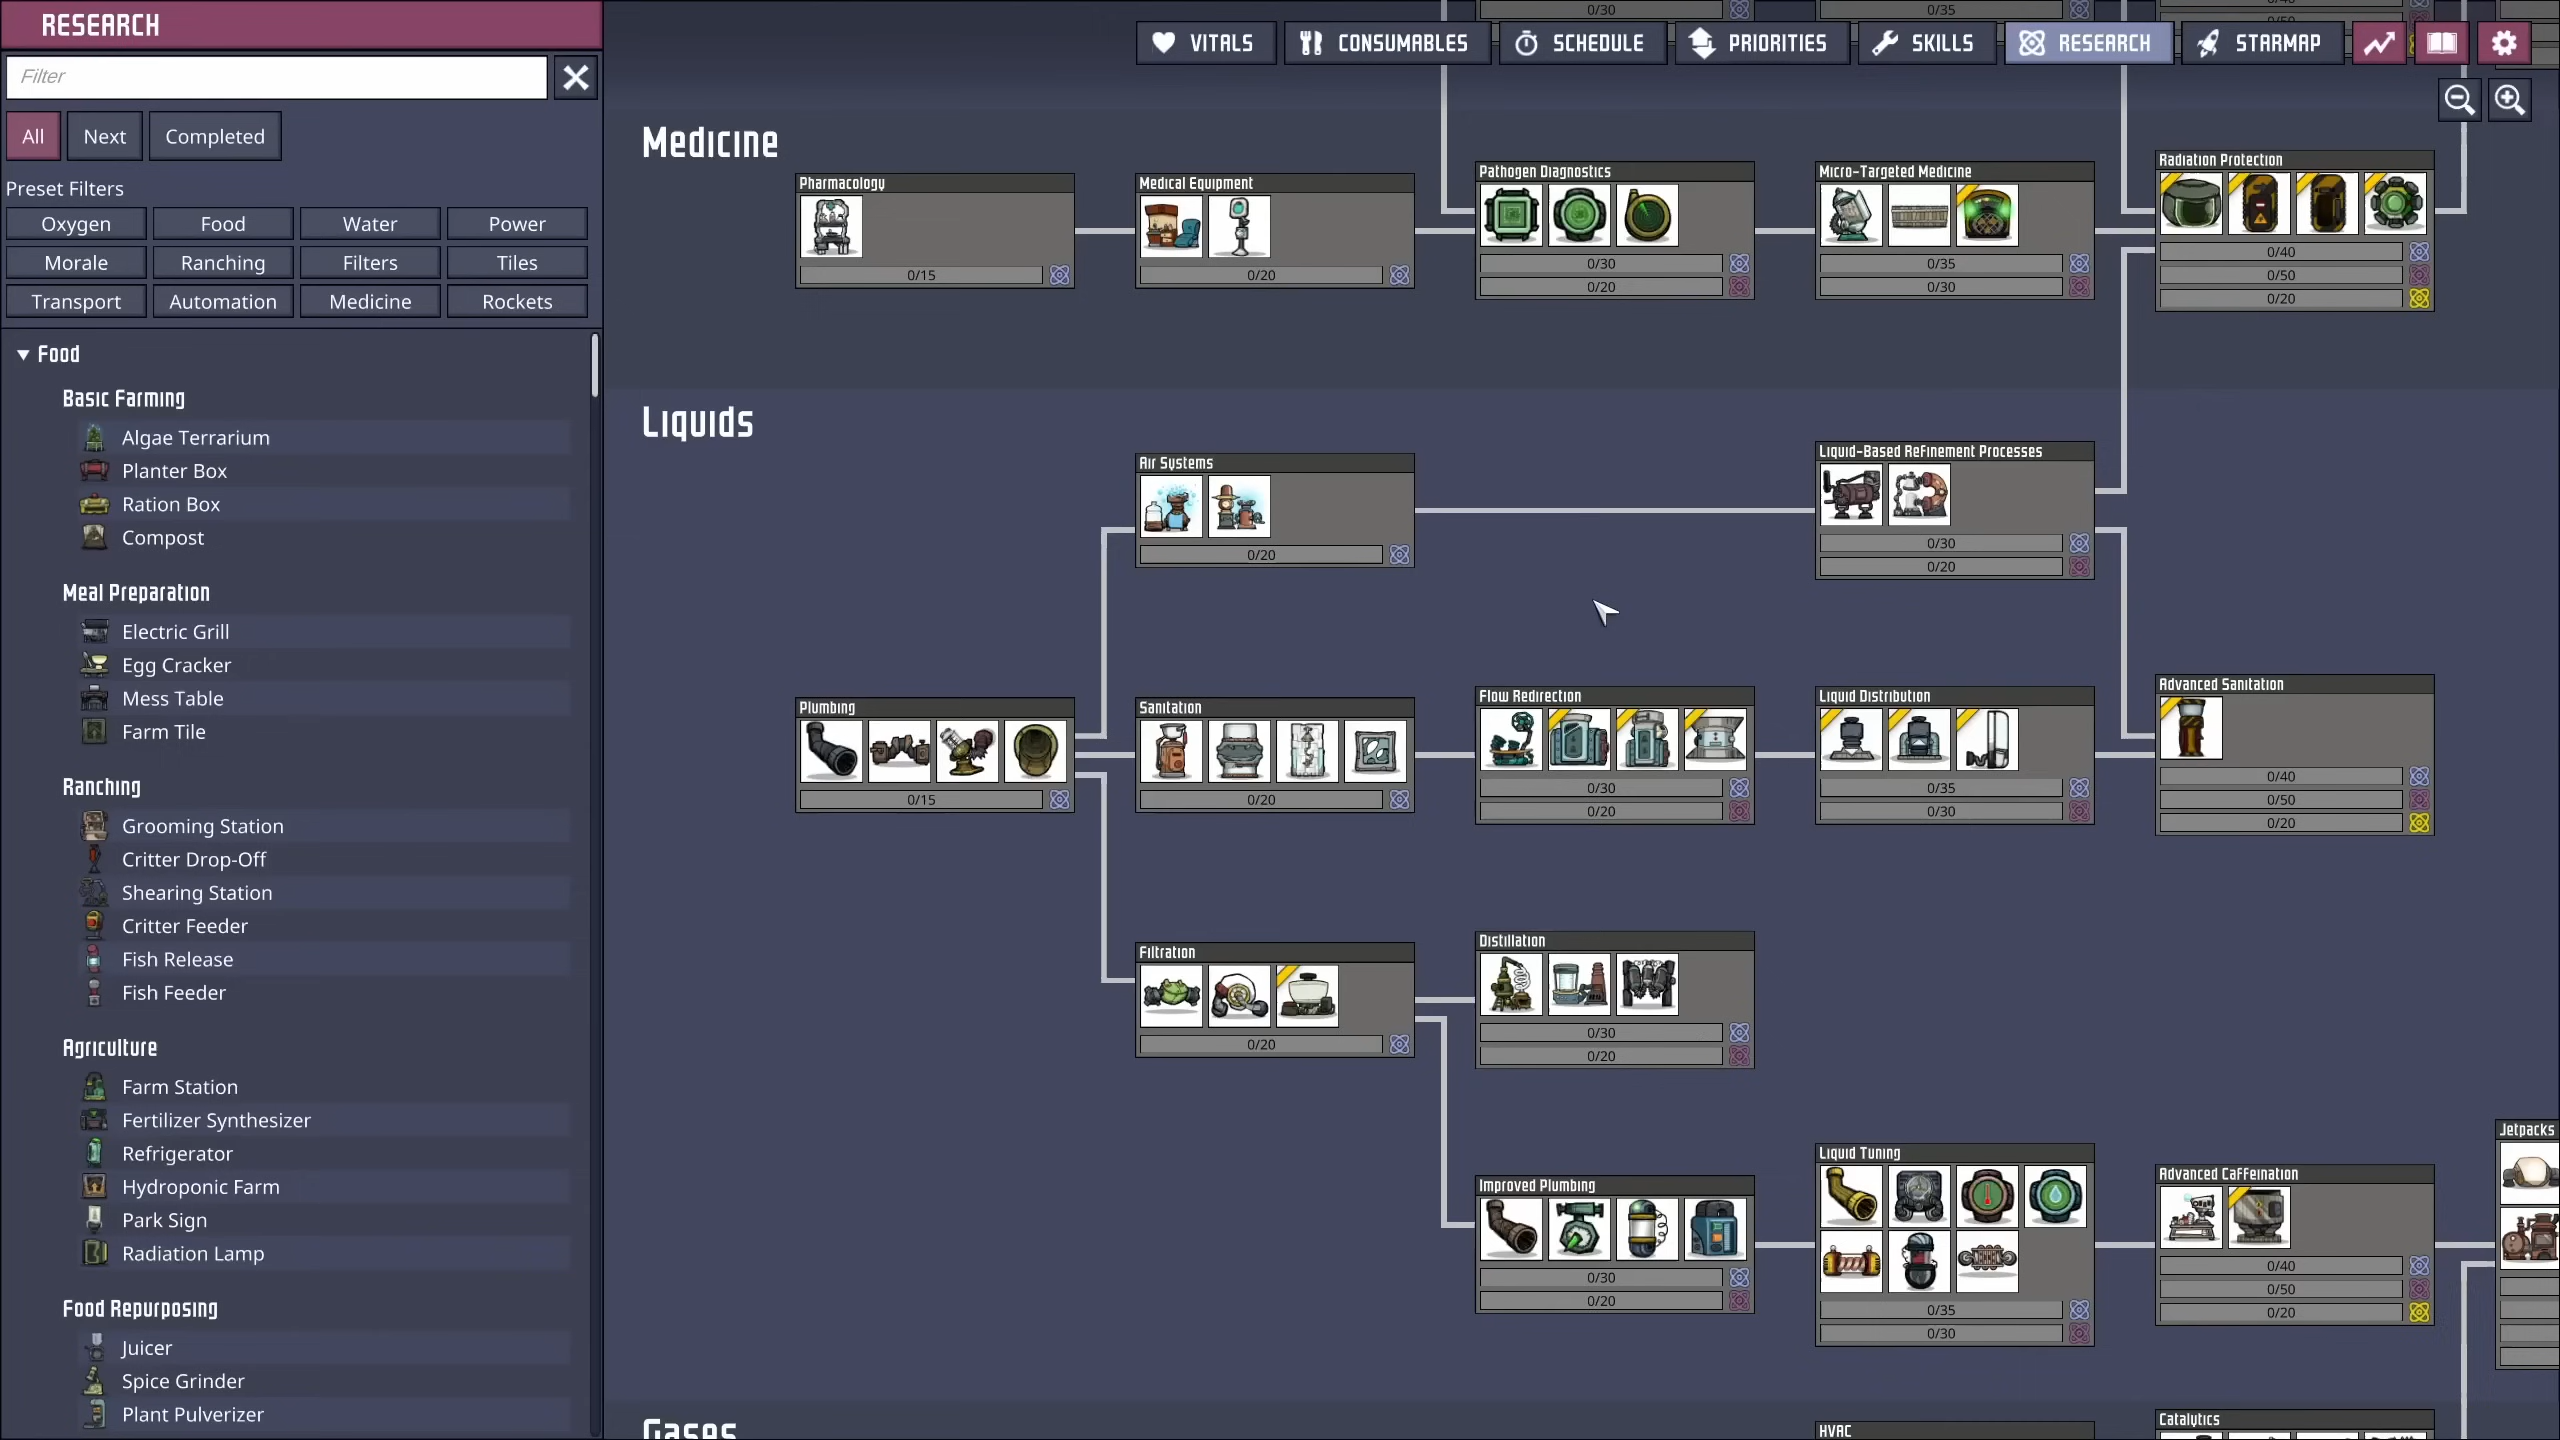 RESEARCH
Filter
All Next Completed
Preset Filters
Oxygen Food Water Power
Morale Ranching Filters Tiles
Transport Automation Medicine Rockets
Food
Basic Farming
Algae Terrarium
Planter Box
Ration Box
Compost
Meal Preparation
Electric Grill
Egg Cracker
Mess Table
Farm Tile
Ranching
Grooming Station
Critter Drop-Off
Shearing Station
Critter Feeder
Fish Release
Fish Feeder
Agriculture
Farm Station
Fertilizer Synthesizer
Refrigerator
Hydroponic Farm
Park Sign
Radiation Lamp
Food Repurposing
Juicer
Spice Grinder
Plant Pulverizer
0/30
0/35
VITALS CONSUMABLES SCHEDULE PRIORITIES SKILLS RESEARCH STARMAP
Medicine
Pharmacology
0/15
Medical Equipment
0/20
Pathogen Diagnostics
0/30
0/20
Micro-Targeted Medicine
0/35
0/30
Radiation Protection
0/40
0/50
0/20
Liquids
Air Systems
0/20
Liquid-Based Refinement Processes
0/30
0/20
Plumbing
0/15
Sanitation
0/20
Flow Redirection
0/30
0/20
Liquid Distribution
0/35
0/30
Advanced Sanitation
0/40
0/50
0/20
Filtration
0/20
Distillation
0/30
0/20
Improved Plumbing
0/30
0/20
Liquid Tuning
0/35
0/30
Advanced Caffeination
0/40
0/50
0/20
Jetpacks
Gases
HVAC
Catalytics